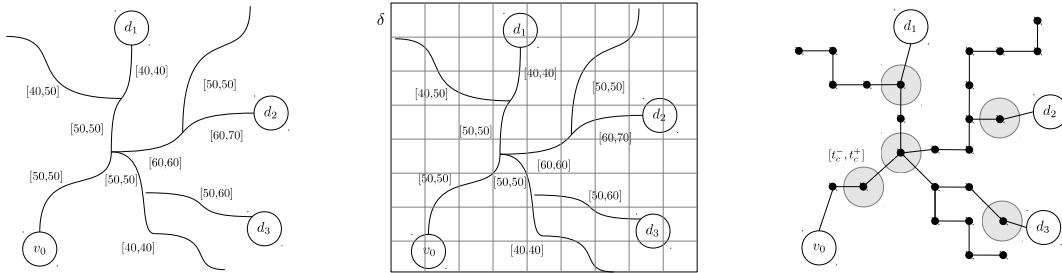 d₁
[40,40]
[40,50]
[50,50]
[50,50]
d₂
[60,70]
[60,60]
[50,50]
[50,50]
[50,60]
d₃
v₀
[40,40]
δ
d₁
[40,40]
[40,50]
[50,50]
[50,50]
d₂
[60,70]
[60,60]
[50,50]
[50,50]
[50,60]
d₃
v₀
[40,40]
d₁
d₂
[t_c^-, t_c^+]
d₃
v₀